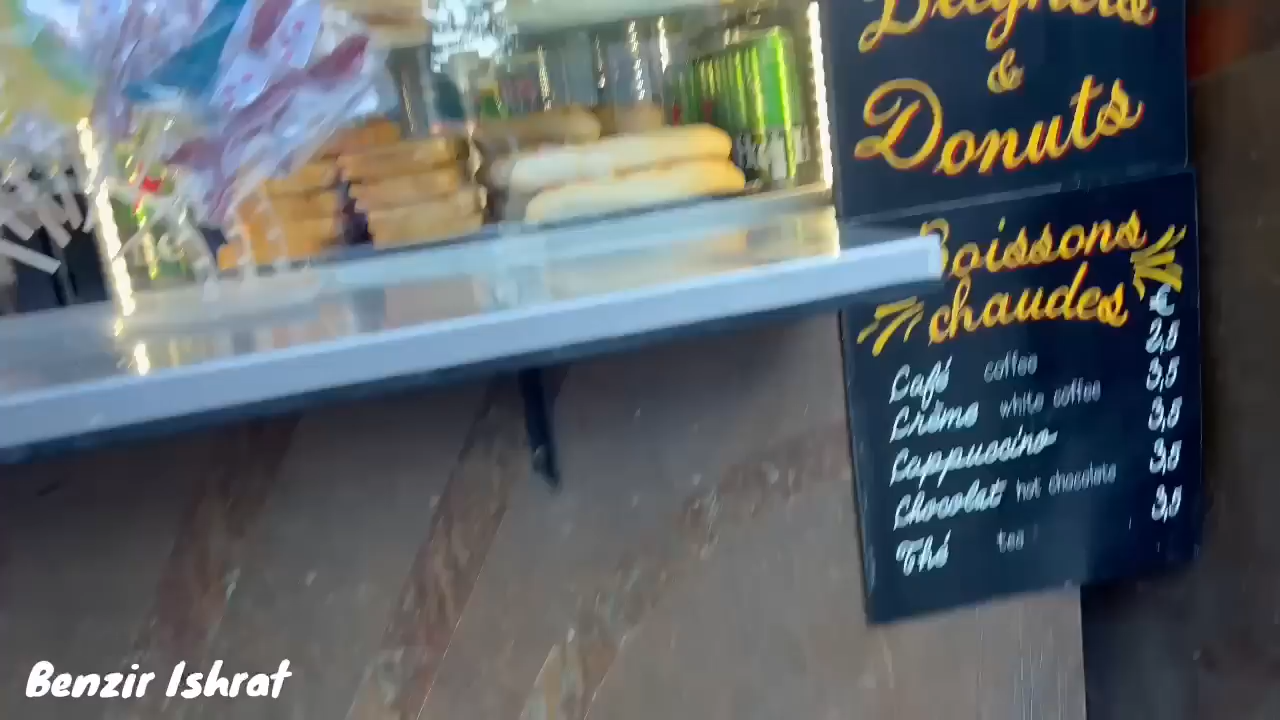 Beignets
&
Donuts
Boissons
chaudes
€
Café coffee 2,5
Crème white coffee 3,5
Cappuccino 3,5
Chocolat hot chocolate 3,5
Thé tea 3,5
Benzir Ishrat